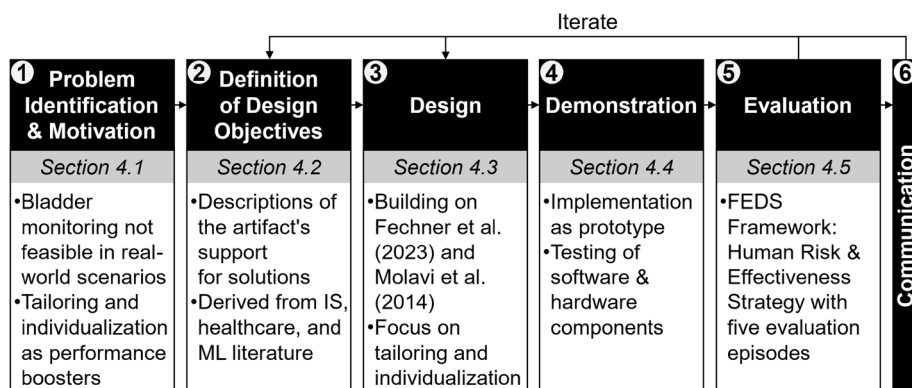 Iterate
1
Problem
Identification
& Motivation
Section 4.1
•Bladder
monitoring not
feasible in real-
world scenarios
•Tailoring and
individualization
as performance
boosters
2
Definition
of Design
Objectives
Section 4.2
•Descriptions of
the artifact's
support
for solutions
•Derived from IS,
healthcare, and
ML literature
3
Design
Section 4.3
•Building on
Fechner et al.
(2023) and
Molavi et al.
(2014)
•Focus on
tailoring and
individualization
4
Demonstration
Section 4.4
•Implementation
as prototype
•Testing of
software &
hardware
components
5
Evaluation
Section 4.5
•FEDS
Framework:
Human Risk &
Effectiveness
Strategy with
five evaluation
episodes
6
Communication